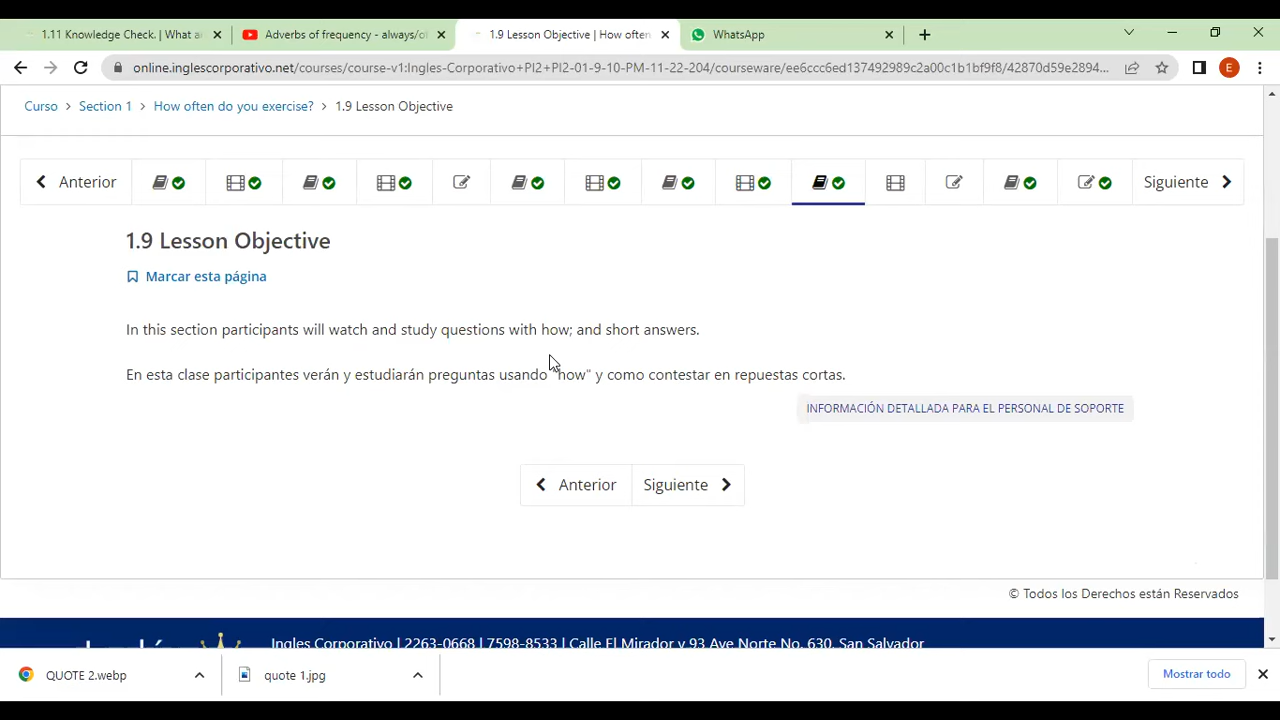 1.11 Knowledge Check. | What a
Adverbs of frequency - always/o
1.9 Lesson Objective | How often
WhatsApp
online.inglescorporativo.net/courses/course-v1:Ingles-Corporativo+PI2+PI2-01-9-10-PM-11-22-204/courseware/ee6ccc6ed137492989c2a00c1b1bf9f8/42870d59e2894...
E
Curso > Section 1 > How often do you exercise? > 1.9 Lesson Objective
Anterior
Siguiente
1.9 Lesson Objective
Marcar esta página
In this section participants will watch and study questions with how; and short answers.
En esta clase participantes verán y estudiarán preguntas usando "how" y como contestar en repuestas cortas.
INFORMACIÓN DETALLADA PARA EL PERSONAL DE SOPORTE
Anterior Siguiente
© Todos los Derechos están Reservados
Ingles Corporativo | 2263-0668 | 7598-8533 | Calle El Mirador y 93 Ave Norte No. 630, San Salvador
QUOTE 2.webp
quote 1.jpg
Mostrar todo